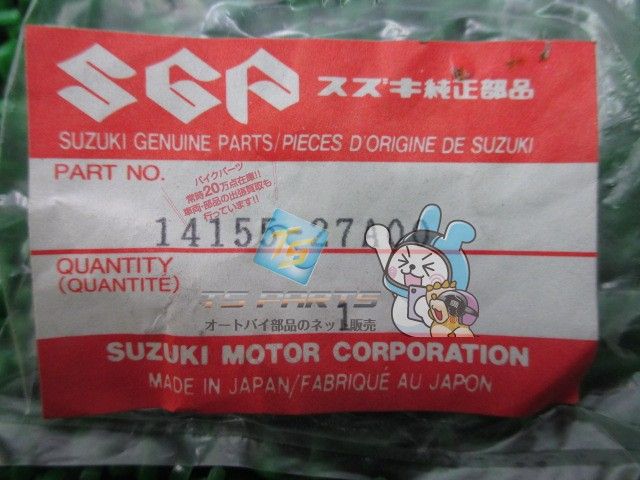 SGP スズキ純正部品
SUZUKI GENUINE PARTS/PIECES D'ORIGINE DE SUZUKI
PART NO.
バイクパーツ
常時20万点在庫!!
車両・部品の出張買取も
行っています!!
14155-27A00
QUANTITY
(QUANTITÉ)
TS
TS PARTS
オートバイ部品のネット販売
1
SUZUKI MOTOR CORPORATION
MADE IN JAPAN/FABRIQUÉ AU JAPON